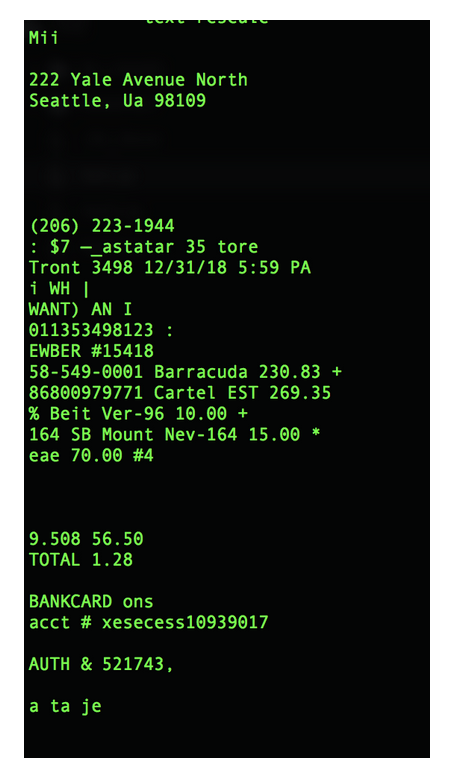 text rescale
Mii
222 Yale Avenue North
Seattle, Ua 98109
(206) 223-1944
: $7 —_astatar 35 tore
Tront 3498 12/31/18 5:59 PA
i WH |
WANT) AN I
011353498123 :
EWBER #15418
58-549-0001 Barracuda 230.83 +
86800979771 Cartel EST 269.35
% Beit Ver-96 10.00 +
164 SB Mount Nev-164 15.00 *
eae 70.00 #4
9.508 56.50
TOTAL 1.28
BANKCARD ons
acct # xesecess10939017
AUTH & 521743,
a ta je